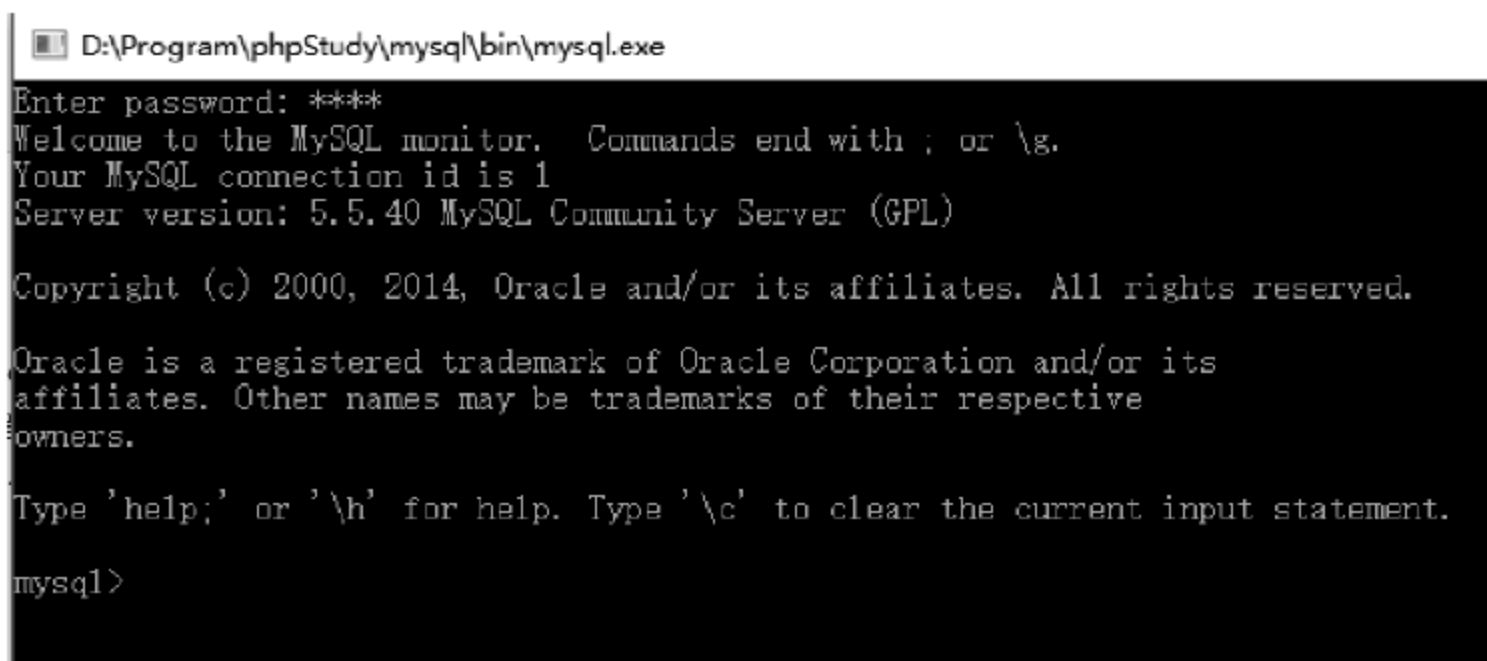 D:\Program\phpStudy\mysql\bin\mysql.exe
Enter password: ****
Welcome to the MySQL monitor.  Commands end with ; or \g.
Your MySQL connection id is 1
Server version: 5.5.40 MySQL Community Server (GPL)
Copyright (c) 2000, 2014, Oracle and/or its affiliates. All rights reserved.
Oracle is a registered trademark of Oracle Corporation and/or its
affiliates. Other names may be trademarks of their respective
owners.
Type 'help;' or '\h' for help. Type '\c' to clear the current input statement.
mysql>